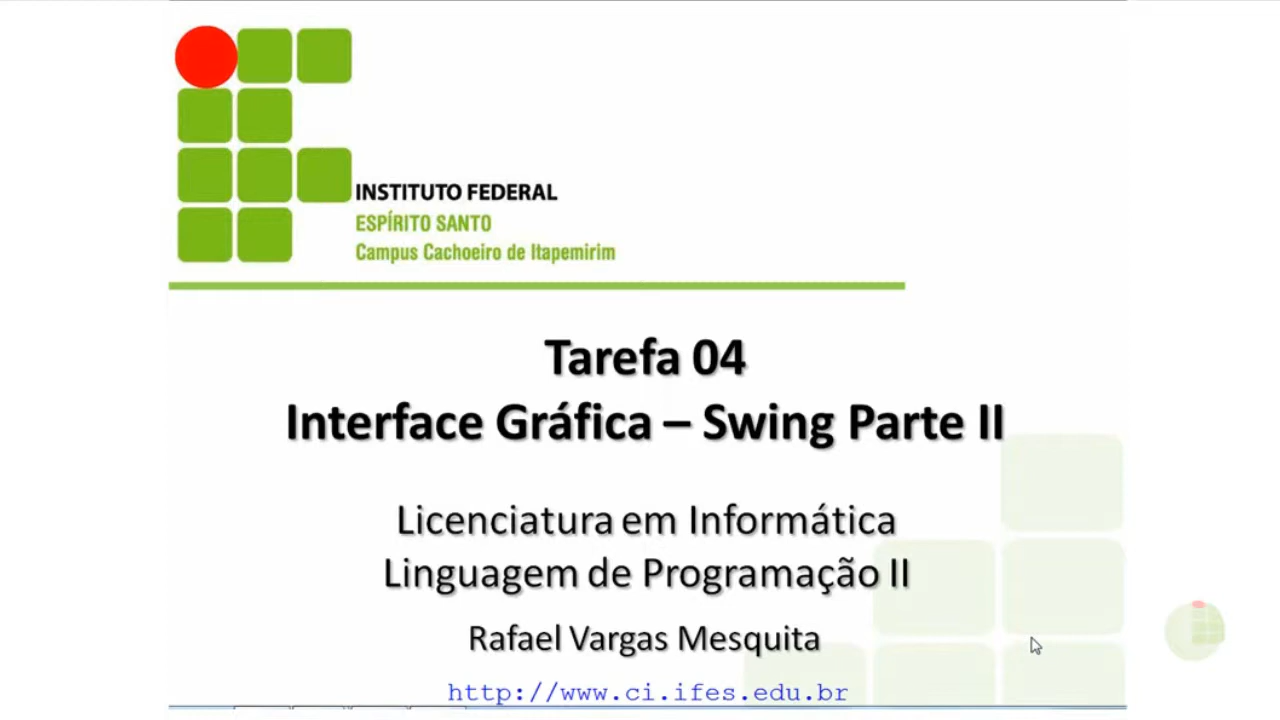 INSTITUTO FEDERAL
ESPÍRITO SANTO
Campus Cachoeiro de Itapemirim
Tarefa 04
Interface Gráfica – Swing Parte II
Licenciatura em Informática
Linguagem de Programação II
Rafael Vargas Mesquita
http://www.ci.ifes.edu.br